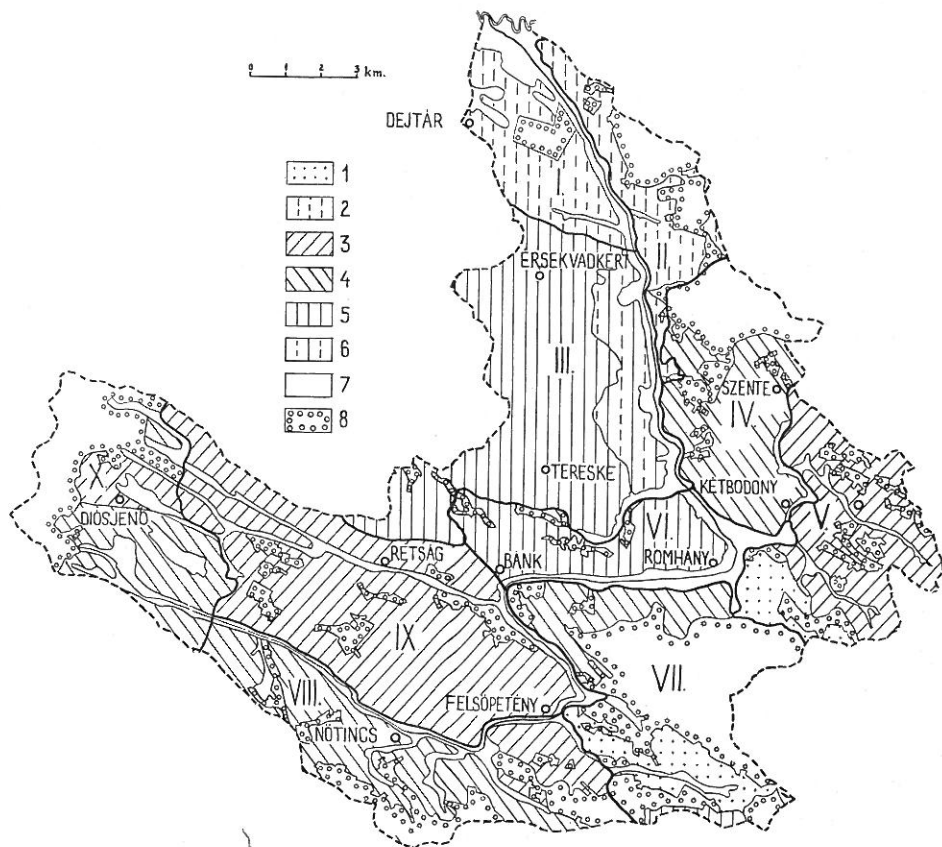 0 1 2 3 km.
DEJTÁR
1
2
3
4
5
6
7
8
I.
II
ÉRSEKVADKERT
III.
SZENTE
IV.
TERESKE
KÉTBODONY
V
X
DIÓSJENŐ
VI.
RÉTSÁG
BÁNK
ROMHÁNY
IX
VII.
VIII.
FELSŐPETÉNY
NŐTINCS